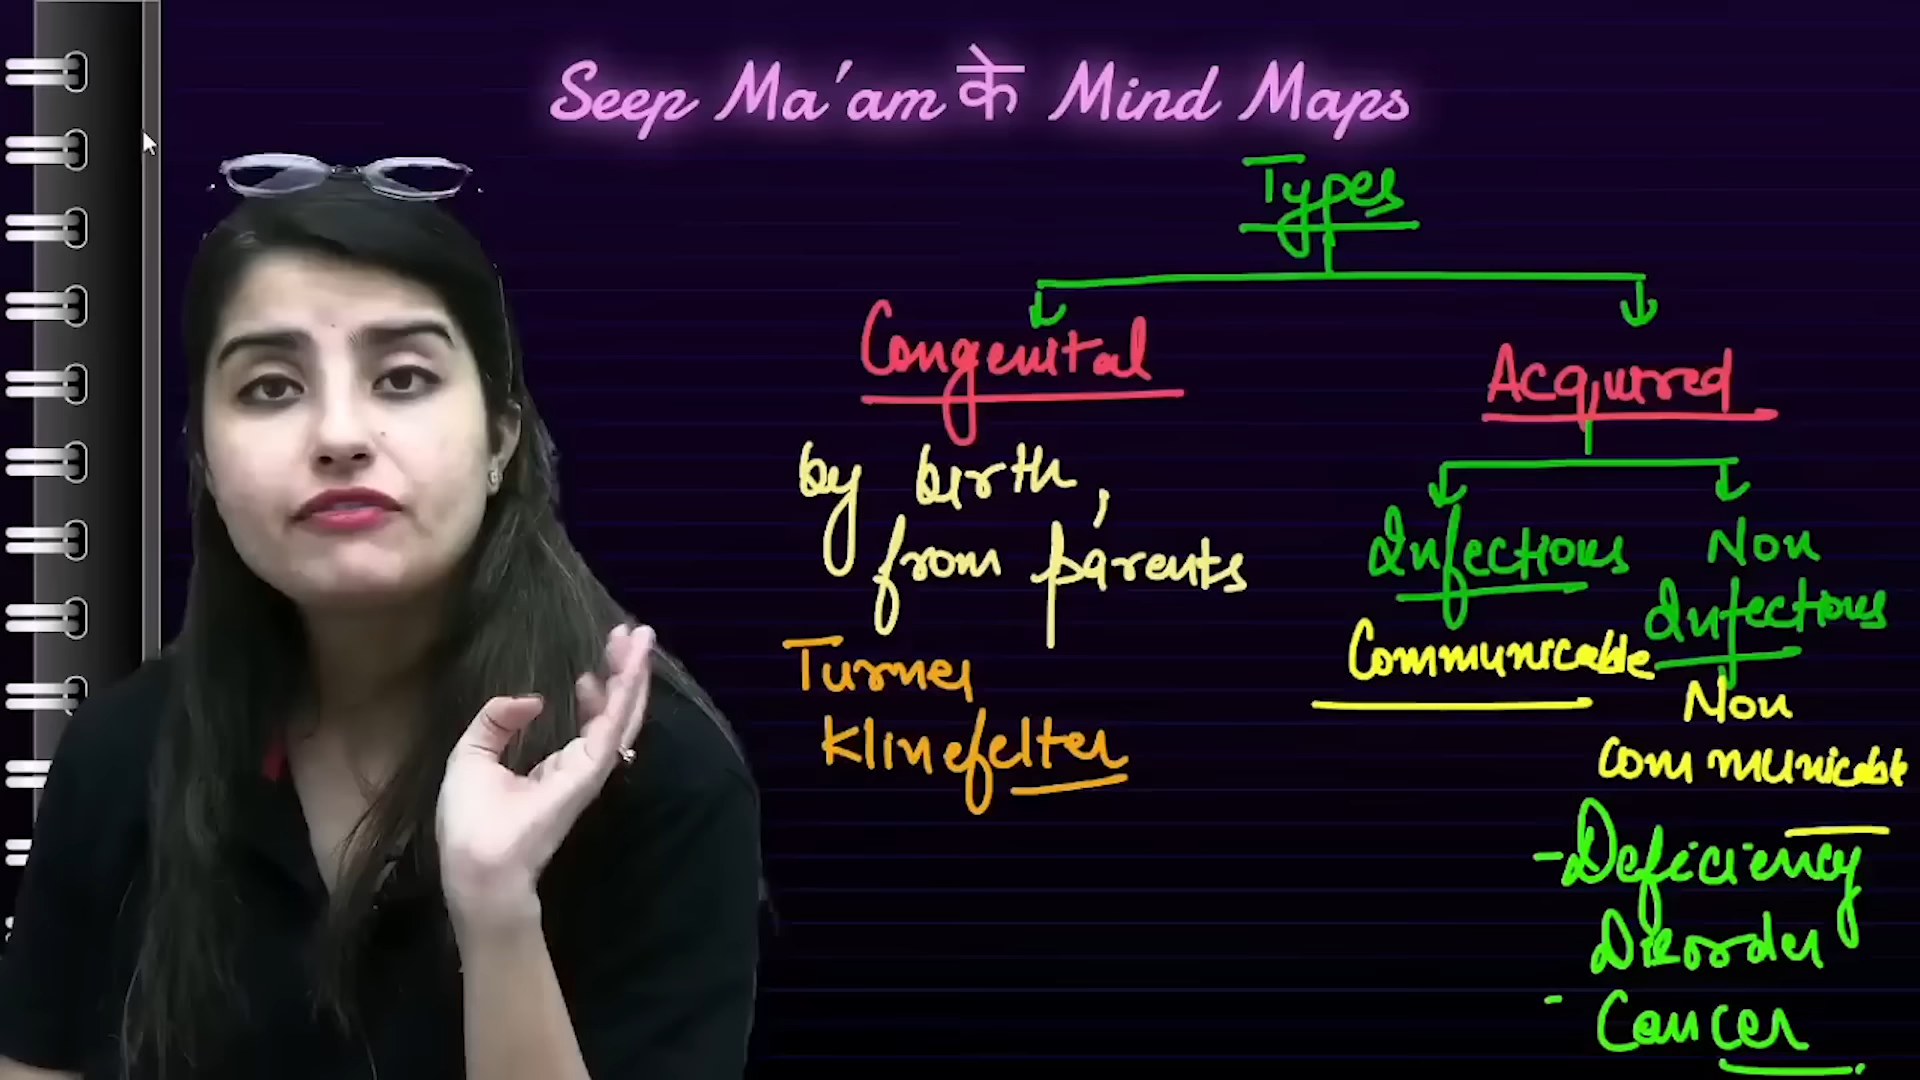 Seep Ma'am के Mind Maps
Types
Congenital
Acquired
by birth,
from parents
Turner
Klinefelter
Infectious
Communicable
Non
Infectious
Non
communicable
- Deficiency
Disorder
- Cancer